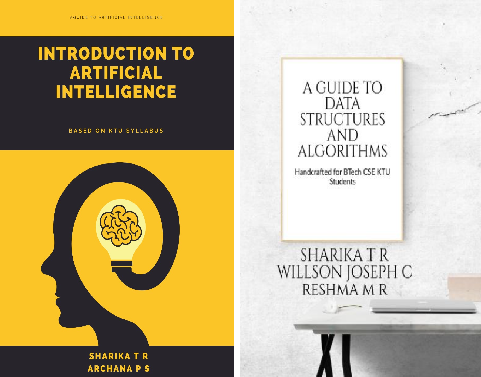 INTRODUCTION TO
ARTIFICIAL
INTELLIGENCE
BASED ON KTU SYLLABUS
SHARIKA T R
ARCHANA P S
A GUIDE TO
DATA
STRUCTURES
AND
ALGORITHMS
Handcrafted for BTech CSE KTU
Students
SHARIKA T R
WILLSON JOSEPH C
RESHMA M R